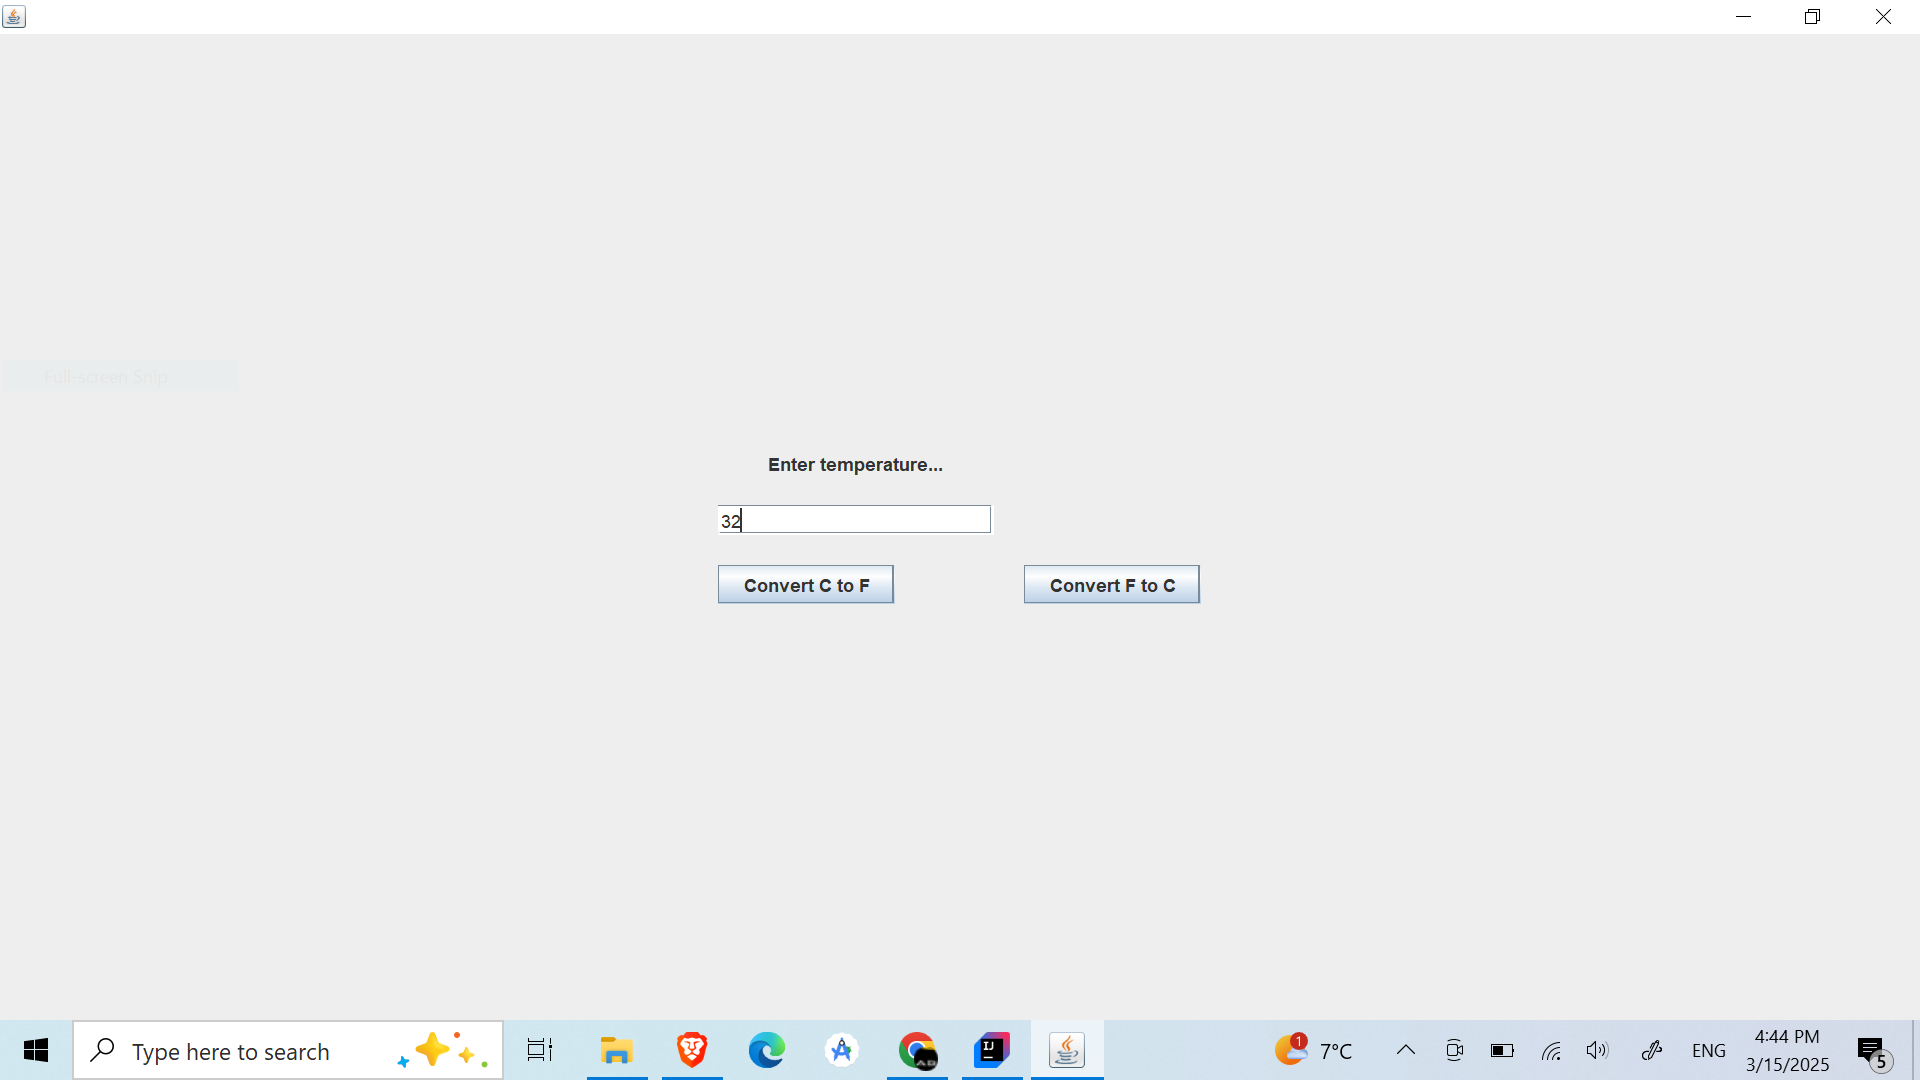 Full-screen Snip
Enter temperature...
32
Convert C to F
Convert F to C
Type here to search
IJ
1
7°C
ENG
4:44 PM
3/15/2025
5